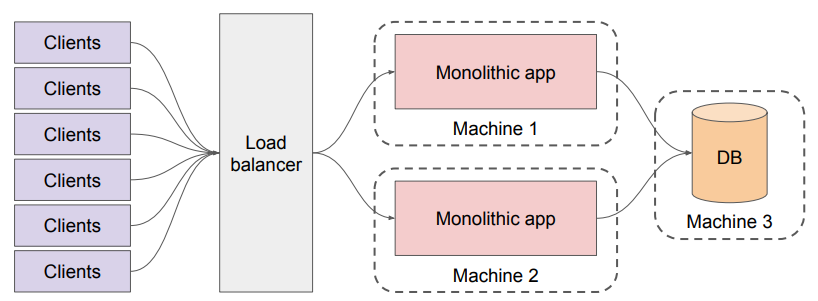 Clients
Clients
Clients
Clients
Clients
Clients
Load
balancer
Monolithic app
Machine 1
Monolithic app
Machine 2
DB
Machine 3